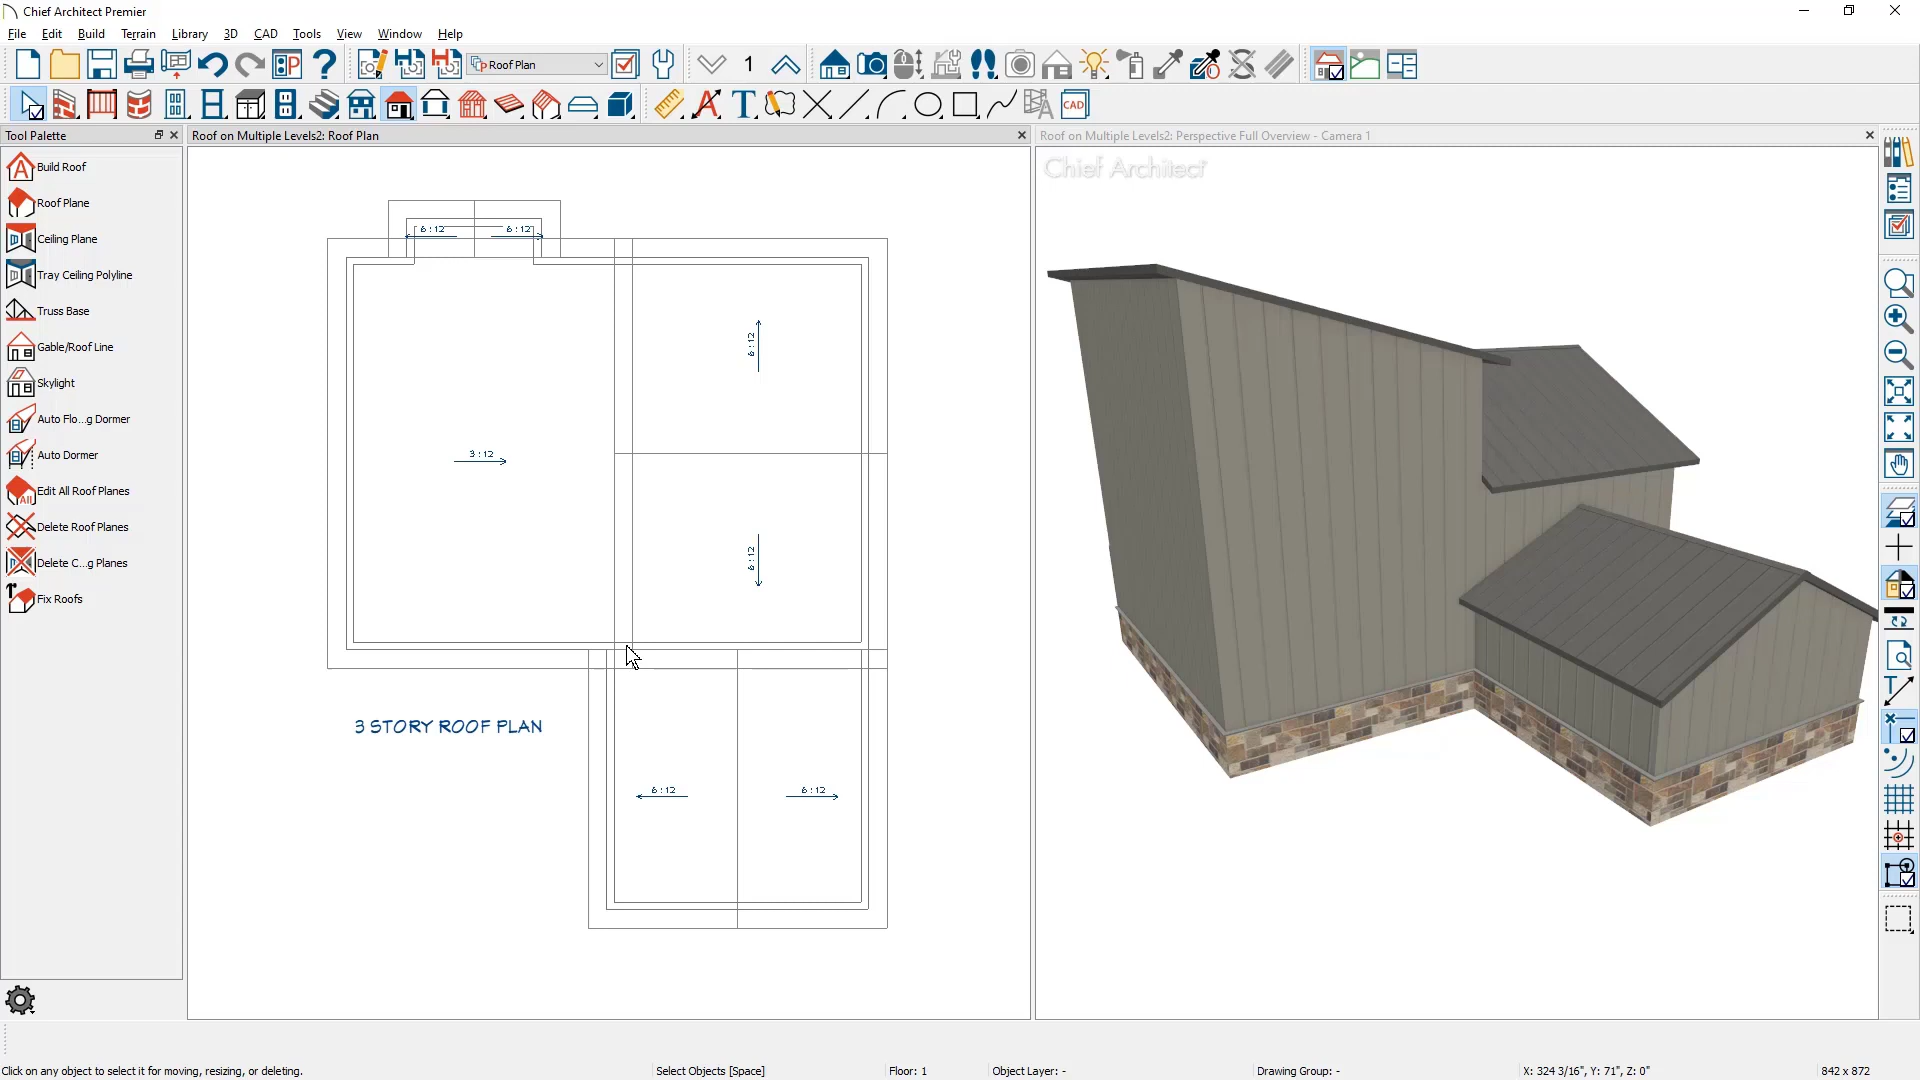 Chief Architect Premier
File Edit Build Terrain Library 3D CAD Tools View Window Help
Roof Plan
1
CAD
Tool Palette
Roof on Multiple Levels2: Roof Plan
Roof on Multiple Levels2: Perspective Full Overview - Camera 1
Build Roof
Roof Plane
Ceiling Plane
Tray Ceiling Polyline
Truss Base
Gable/Roof Line
Skylight
Auto Flo...g Dormer
Auto Dormer
Edit All Roof Planes
Delete Roof Planes
Delete C...g Planes
Fix Roofs
6 : 12
6 : 12
6 : 12
3 : 12
6 : 12
3 STORY ROOF PLAN
6 : 12
6 : 12
Chief Architect
Click on any object to select it for moving, resizing, or deleting.
Select Objects [Space]
Floor: 1
Object Layer: -
Drawing Group: -
X: 324 3/16", Y: 71", Z: 0"
842 x 872